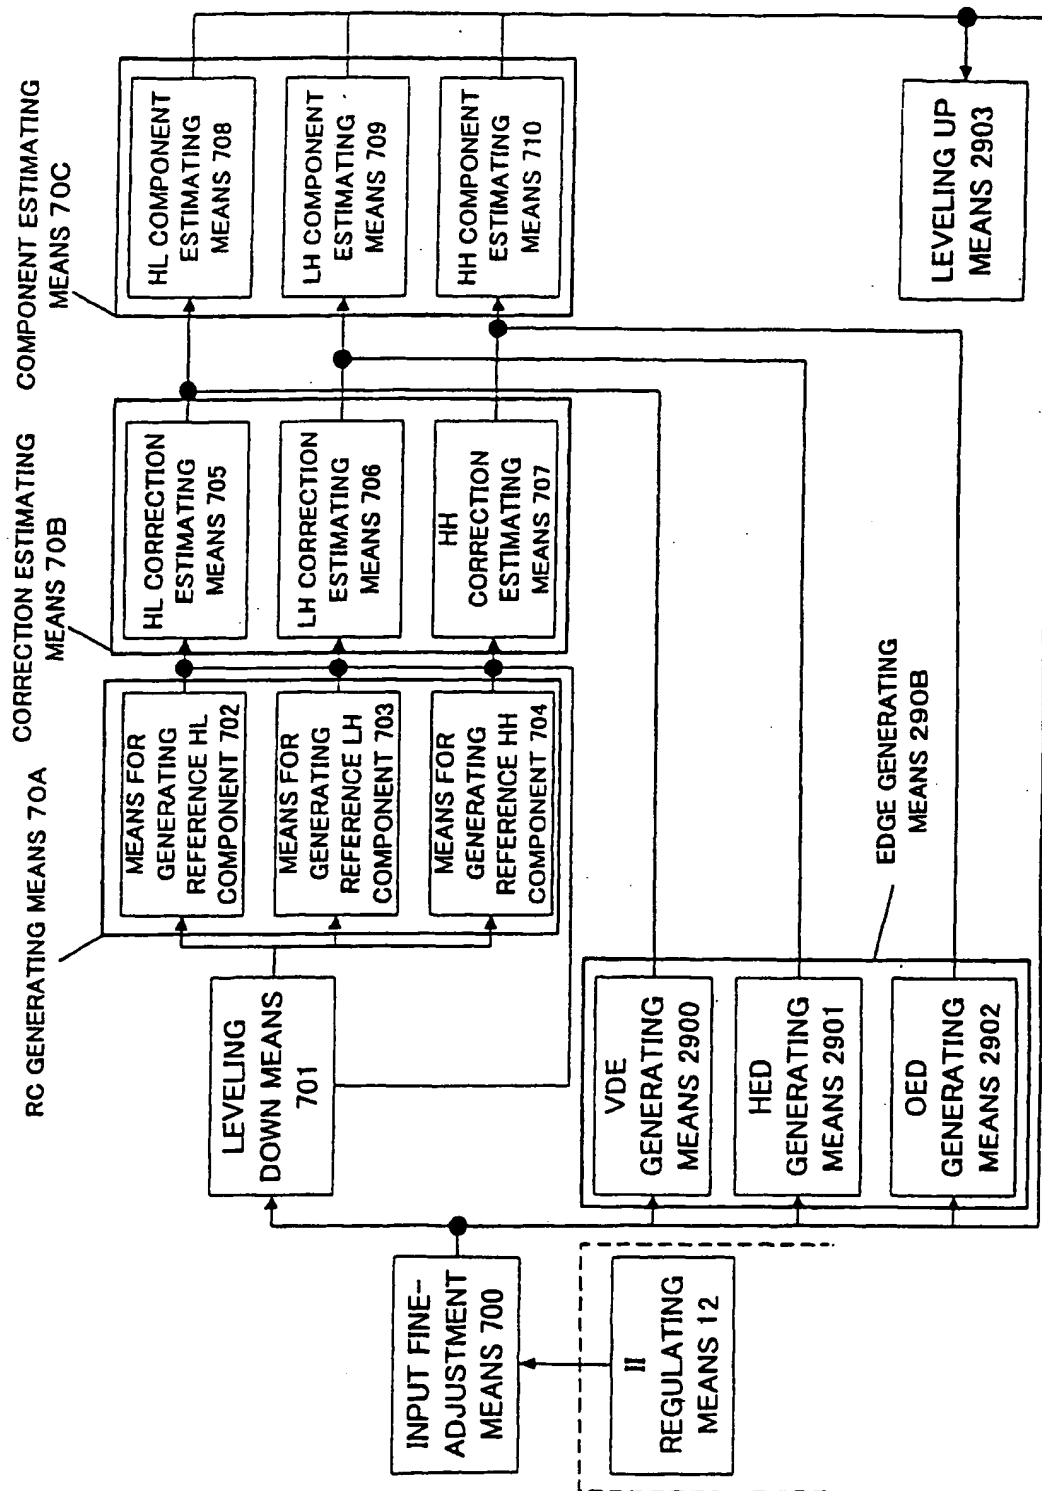 RC GENERATING MEANS 70A
CORRECTION ESTIMATING
MEANS 70B
COMPONENT ESTIMATING
MEANS 70C
INPUT FINE-
ADJUSTMENT
MEANS 700
II
REGULATING
MEANS 12
LEVELING
DOWN MEANS
701
MEANS FOR
GENERATING
REFERENCE HL
COMPONENT 702
MEANS FOR
GENERATING
REFERENCE LH
COMPONENT 703
MEANS FOR
GENERATING
REFERENCE HH
COMPONENT 704
HL CORRECTION
ESTIMATING
MEANS 705
LH CORRECTION
ESTIMATING
MEANS 706
HH
CORRECTION
ESTIMATING
MEANS 707
HL COMPONENT
ESTIMATING
MEANS 708
LH COMPONENT
ESTIMATING
MEANS 709
HH COMPONENT
ESTIMATING
MEANS 710
VDE
GENERATING
MEANS 2900
HED
GENERATING
MEANS 2901
OED
GENERATING
MEANS 2902
EDGE GENERATING
MEANS 290B
LEVELING UP
MEANS 2903